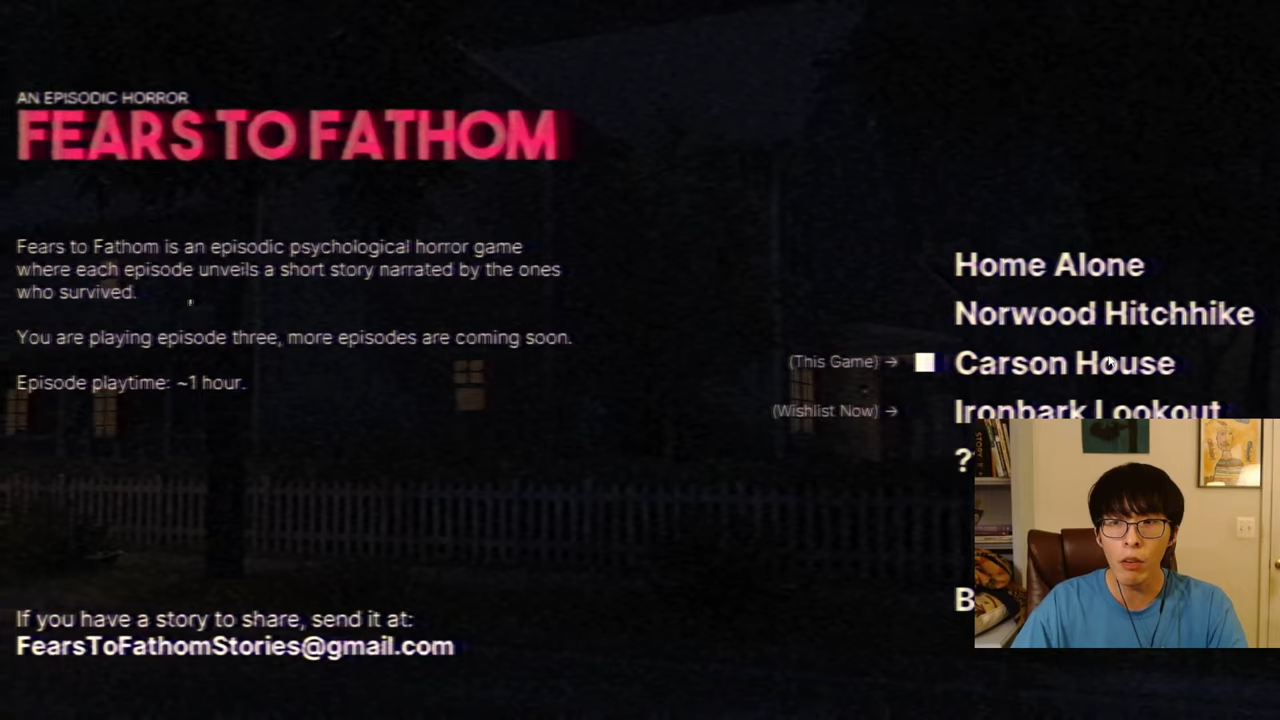 AN EPISODIC HORROR
FEARS TO FATHOM
Fears to Fathom is an episodic psychological horror game
where each episode unveils a short story narrated by the ones
who survived.
You are playing episode three, more episodes are coming soon.
Episode playtime: ~1 hour.
If you have a story to share, send it at:
FearsToFathomStories@gmail.com
Home Alone
Norwood Hitchhike
(This Game) → Carson House
(Wishlist Now) → Ironbark Lookout
?
B